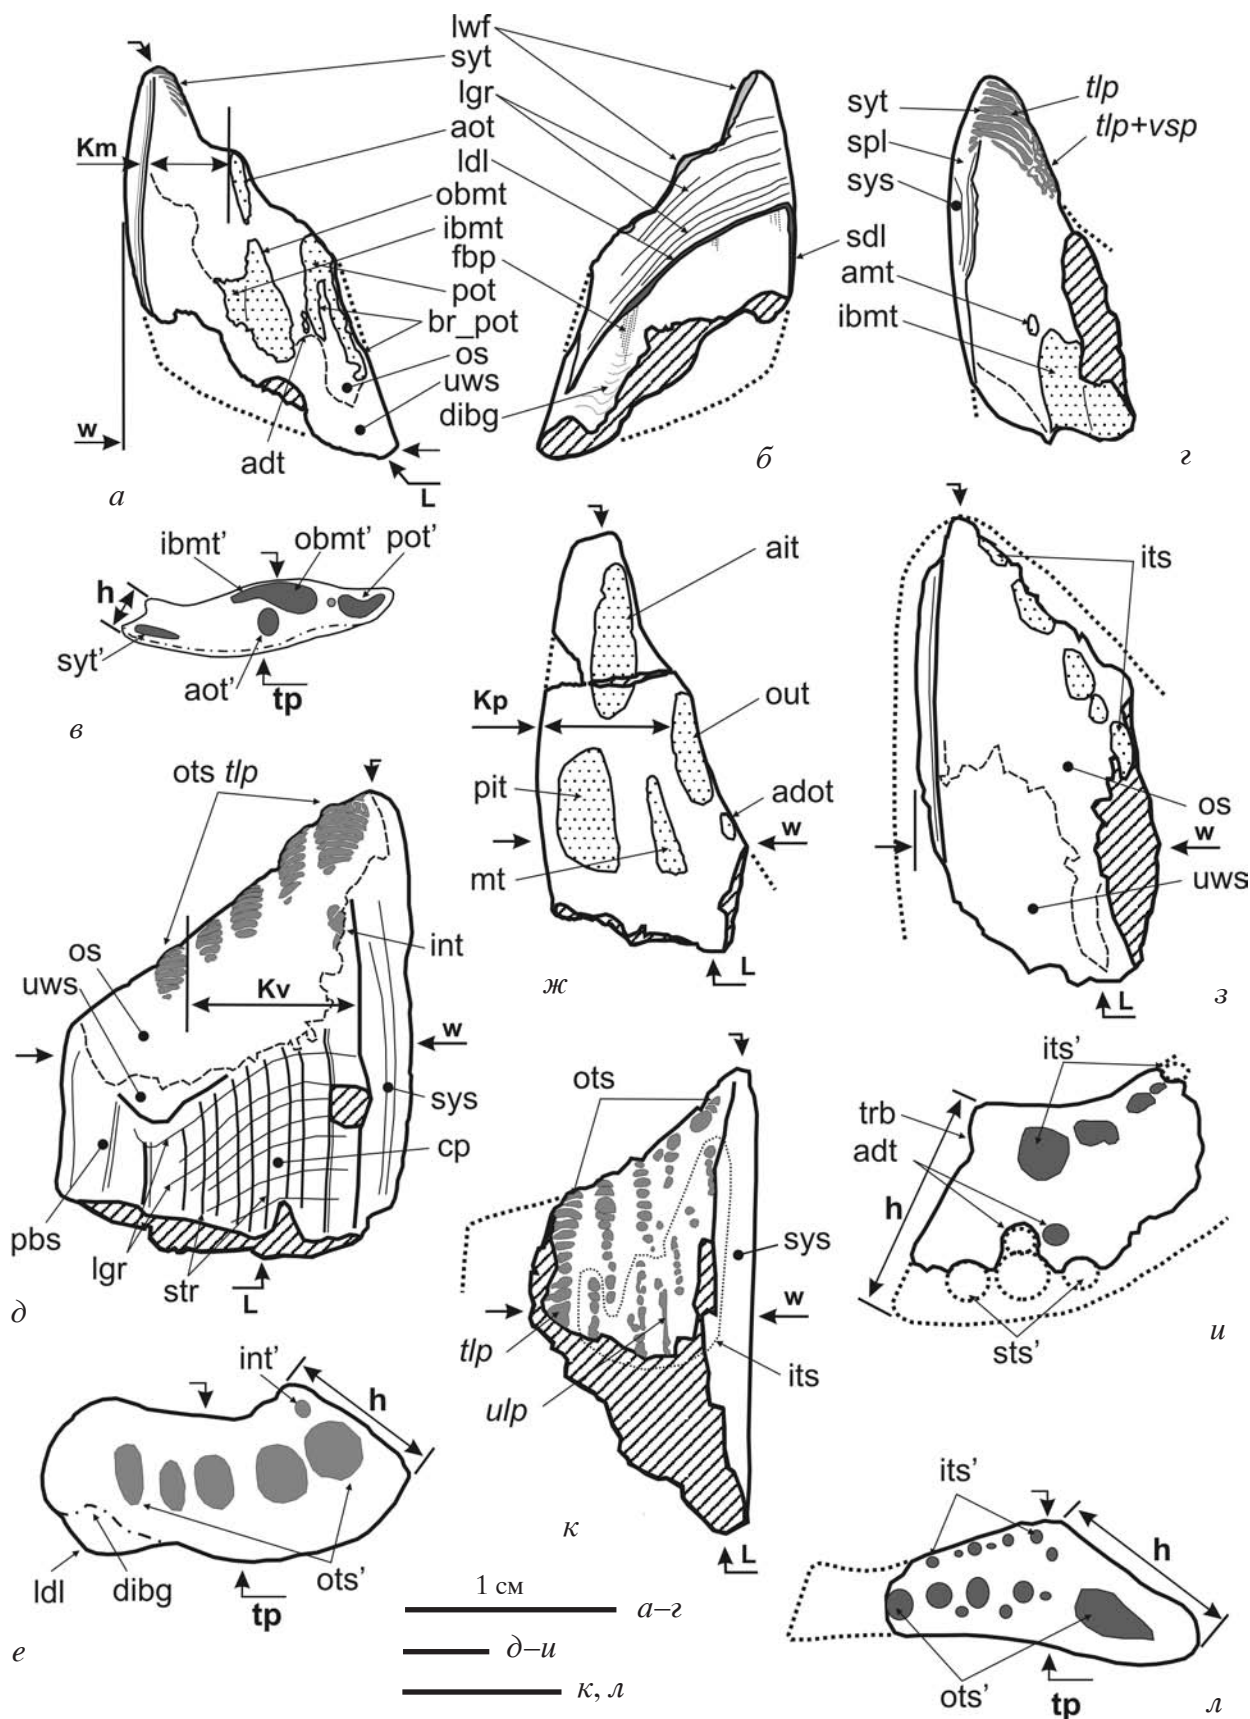 lwf
syt
lgr
aot
ldl
obmt
ibmt
fbp
pot
br_pot
os
uws
dibg
adt
Km
w
L
а
sdl
б
syt
spl
sys
amt
ibmt
tlp
tlp+vsp
г
ibmt’
obmt’
pot’
h
syt’
aot’
tp
в
ait
Kp
out
pit
adot
mt
w
L
ж
its
os
w
uws
L
з
ots tlp
os
uws
int
Kv
w
sys
cp
pbs
lgr
str
L
д
ots
sys
w
tlp
its
ulp
L
к
its’
trb
adt
h
sts’
и
int’
h
ldl
dibg
ots’
tp
е
its’
h
ots’
tp
л
1 см
а–г
д–и
к, л